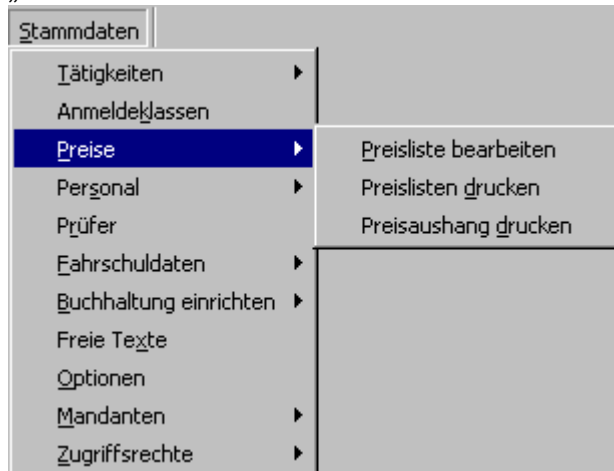 „
Stammdaten
Tätigkeiten
Anmeldeklassen
Preise
Preisliste bearbeiten
Personal
Preislisten drucken
Prüfer
Preisaushang drucken
Fahrschuldaten
Buchhaltung einrichten
Freie Texte
Optionen
Mandanten
Zugriffsrechte